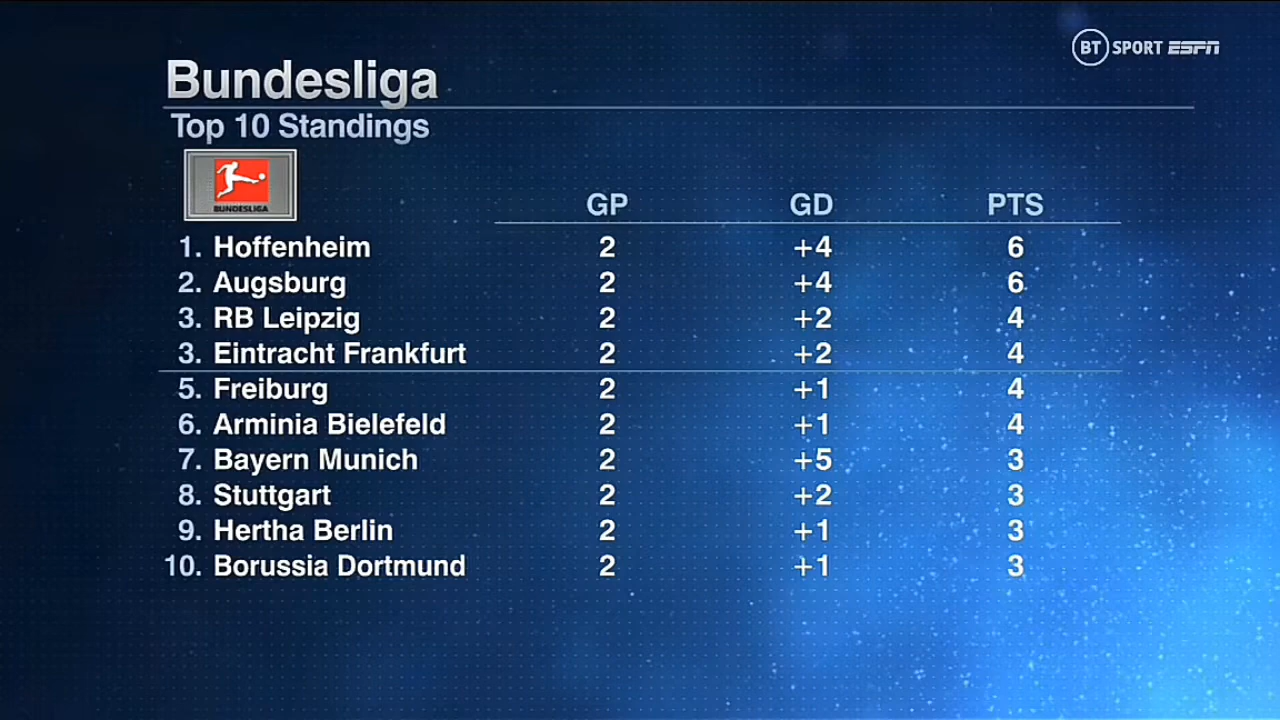 BT SPORT ESPN
Bundesliga
Top 10 Standings
BUNDESLIGA
GP GD PTS
1. Hoffenheim 2 +4 6
2. Augsburg 2 +4 6
3. RB Leipzig 2 +2 4
3. Eintracht Frankfurt 2 +2 4
5. Freiburg 2 +1 4
6. Arminia Bielefeld 2 +1 4
7. Bayern Munich 2 +5 3
8. Stuttgart 2 +2 3
9. Hertha Berlin 2 +1 3
10. Borussia Dortmund 2 +1 3